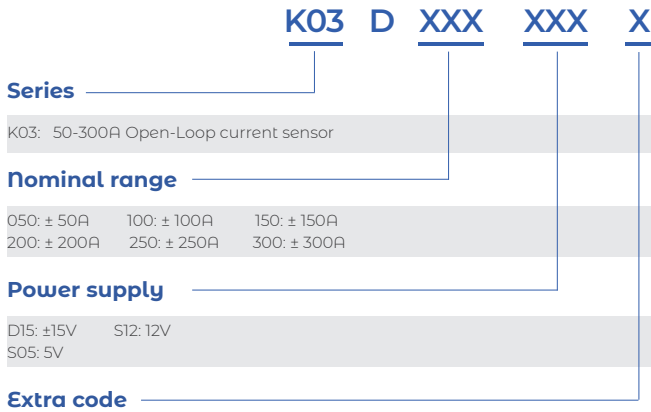 K03 D XXX XXX X
Series
K03: 50-300A Open-Loop current sensor
Nominal range
050: ± 50A 100: ± 100A 150: ± 150A
200: ± 200A 250: ± 250A 300: ± 300A
Power supply
D15: ±15V S12: 12V
S05: 5V
Extra code